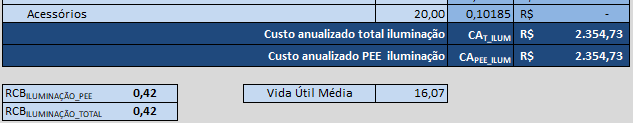 Acessórios 20,00 0,10185 R$ -
Custo anualizado total iluminação CAT_ILUM R$ 2.354,73
Custo anualizado PEE iluminação CAPEE_ILUM R$ 2.354,73
RCBILUMINAÇÃO_PEE 0,42 Vida Útil Média 16,07
RCBILUMINAÇÃO_TOTAL 0,42